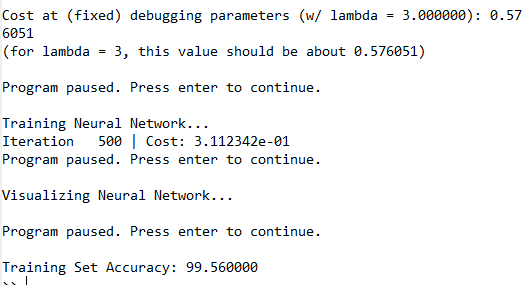 Cost at (fixed) debugging parameters (w/ lambda = 3.000000): 0.57
6051
(for lambda = 3, this value should be about 0.576051)
Program paused. Press enter to continue.
Training Neural Network...
Iteration   500 | Cost: 3.112342e-01
Program paused. Press enter to continue.
Visualizing Neural Network...
Program paused. Press enter to continue.
Training Set Accuracy: 99.560000